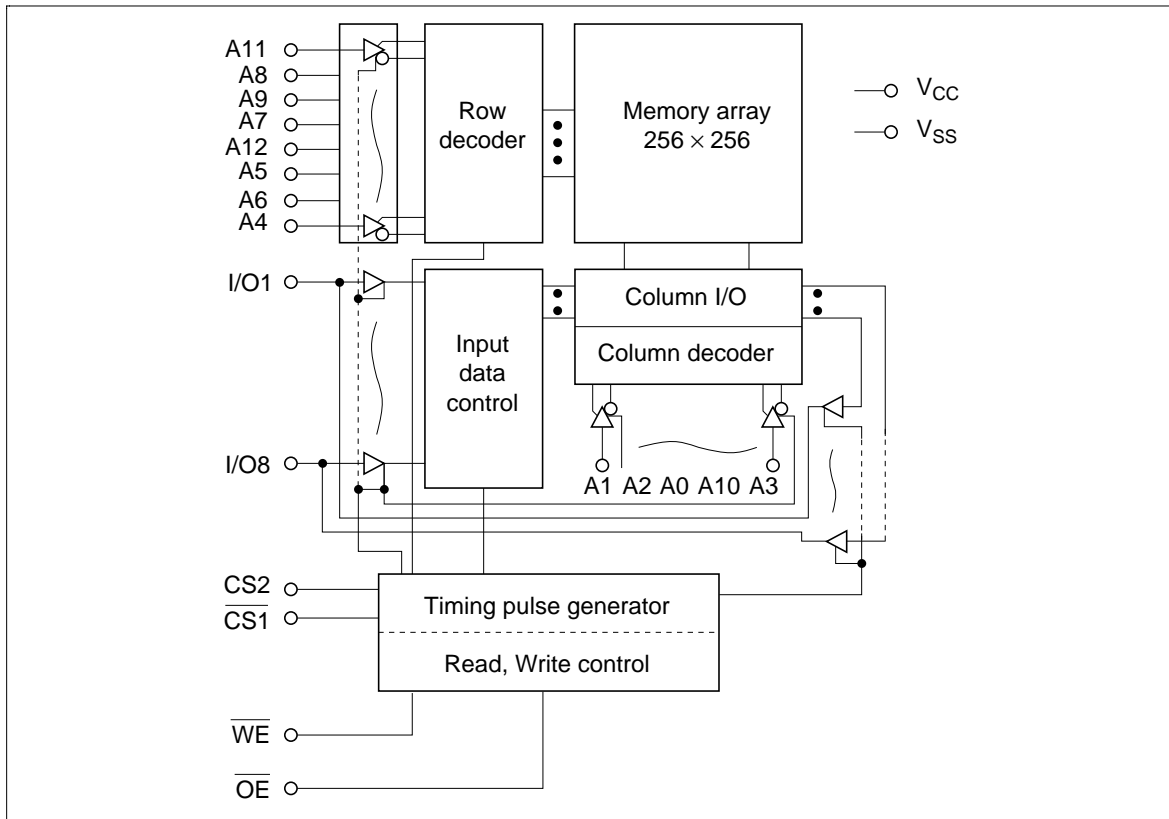 A11
A8
A9
A7
A12
A5
A6
A4
Row
decoder
Memory array
256 × 256
VCC
VSS
I/O1
I/O8
Input
data
control
Column I/O
Column decoder
A1 A2 A0 A10 A3
CS2
CS1
Timing pulse generator
Read, Write control
WE
OE